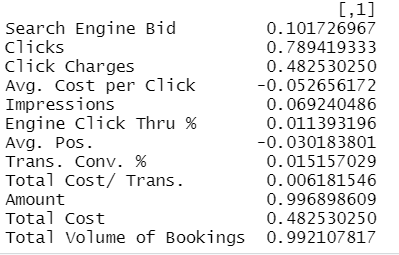 [,1]
Search Engine Bid 0.101726967
Clicks 0.789419333
Click Charges 0.482530250
Avg. Cost per Click -0.052656172
Impressions 0.069240486
Engine Click Thru % 0.011393196
Avg. Pos. -0.030183801
Trans. Conv. % 0.015157029
Total Cost/ Trans. 0.006181546
Amount 0.996898609
Total Cost 0.482530250
Total Volume of Bookings 0.992107817